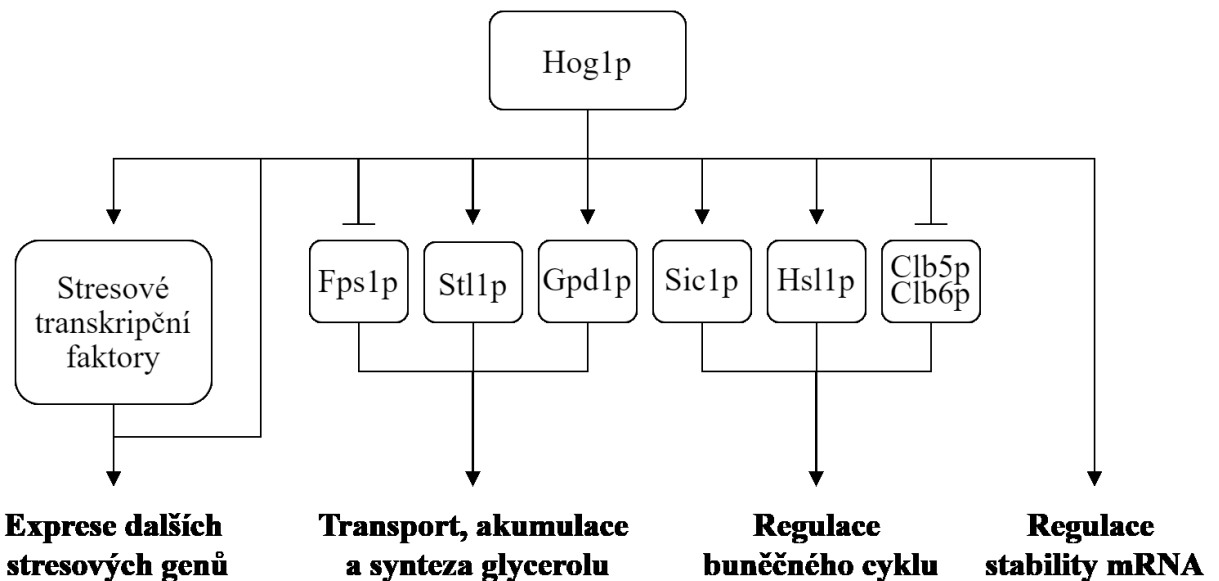 Hog1p
Stresové
transkripční
faktory
Fps1p
Stl1p
Gpd1p
Sic1p
Hsl1p
Clb5p
Clb6p
Exprese dalších
stresových genů
Transport, akumulace
a synteza glycerolu
Regulace
buněčného cyklu
Regulace
stability mRNA